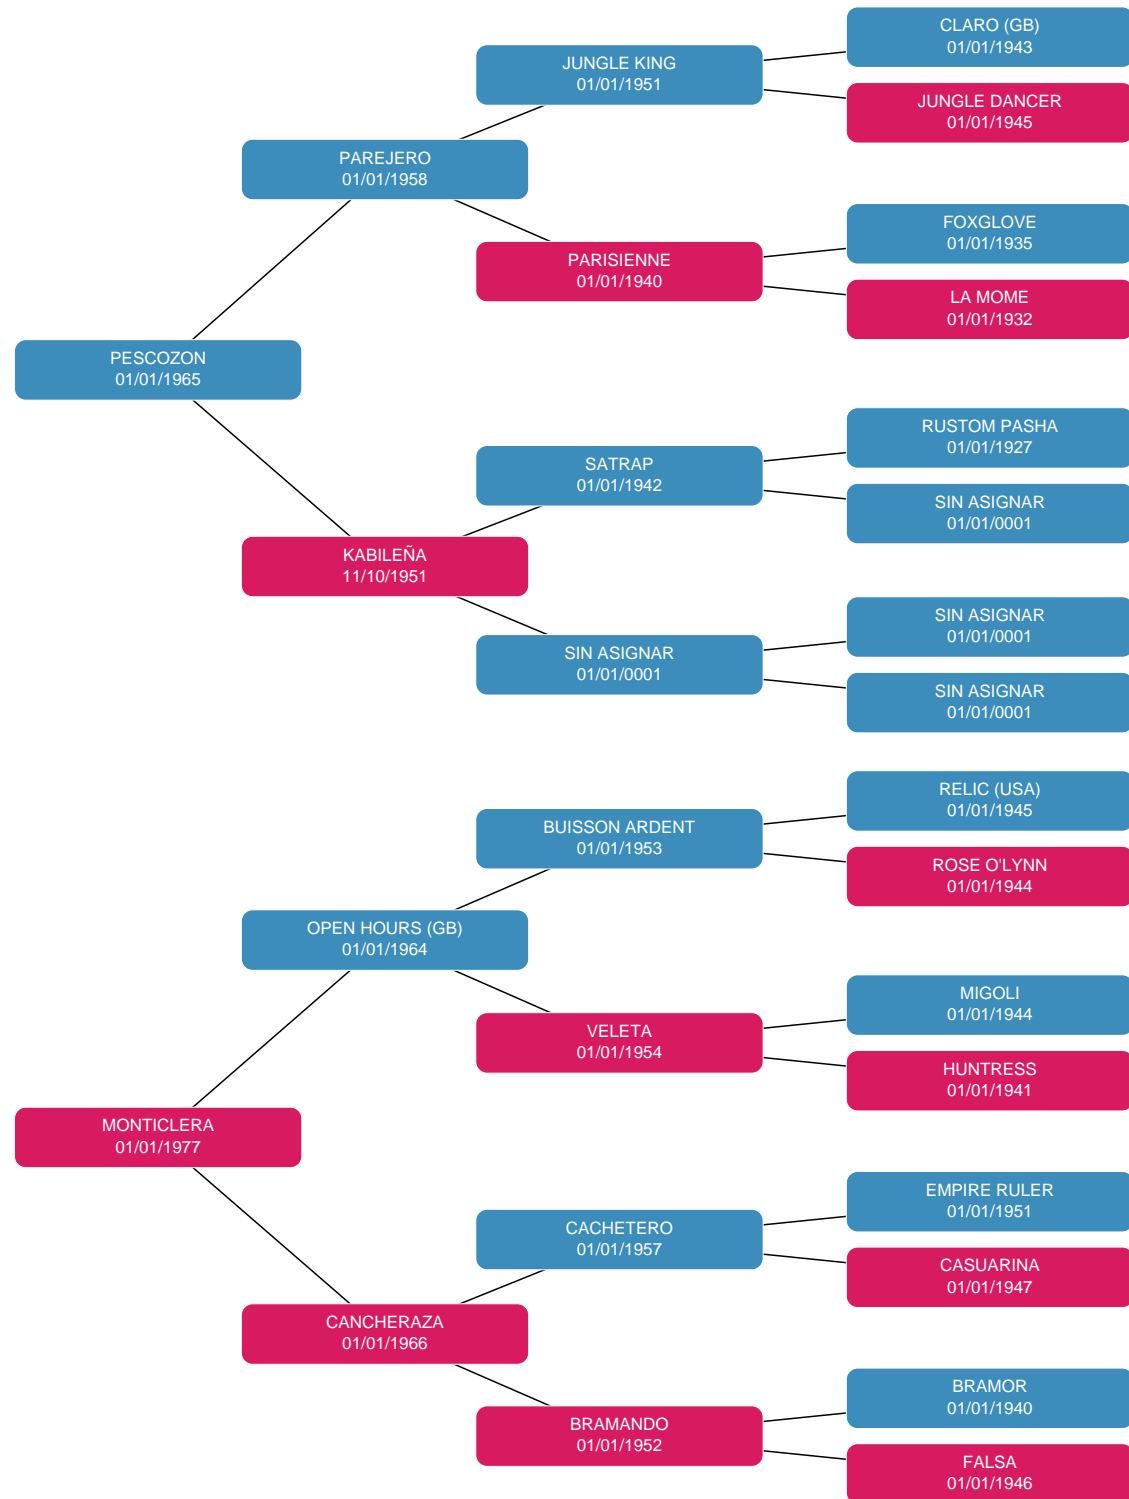 CLARO (GB)
01/01/1943
JUNGLE KING
01/01/1951
JUNGLE DANCER
01/01/1945
PAREJERO
01/01/1958
FOXGLOVE
01/01/1935
PARISIENNE
01/01/1940
LA MOME
01/01/1932
PESCOZON
01/01/1965
RUSTOM PASHA
01/01/1927
SATRAP
01/01/1942
SIN ASIGNAR
01/01/0001
KABILEÑA
11/10/1951
SIN ASIGNAR
01/01/0001
SIN ASIGNAR
01/01/0001
SIN ASIGNAR
01/01/0001
RELIC (USA)
01/01/1945
BUISSON ARDENT
01/01/1953
ROSE O'LYNN
01/01/1944
OPEN HOURS (GB)
01/01/1964
MIGOLI
01/01/1944
VELETA
01/01/1954
HUNTRESS
01/01/1941
MONTICLERA
01/01/1977
EMPIRE RULER
01/01/1951
CACHETERO
01/01/1957
CASUARINA
01/01/1947
CANCHERAZA
01/01/1966
BRAMOR
01/01/1940
BRAMANDO
01/01/1952
FALSA
01/01/1946